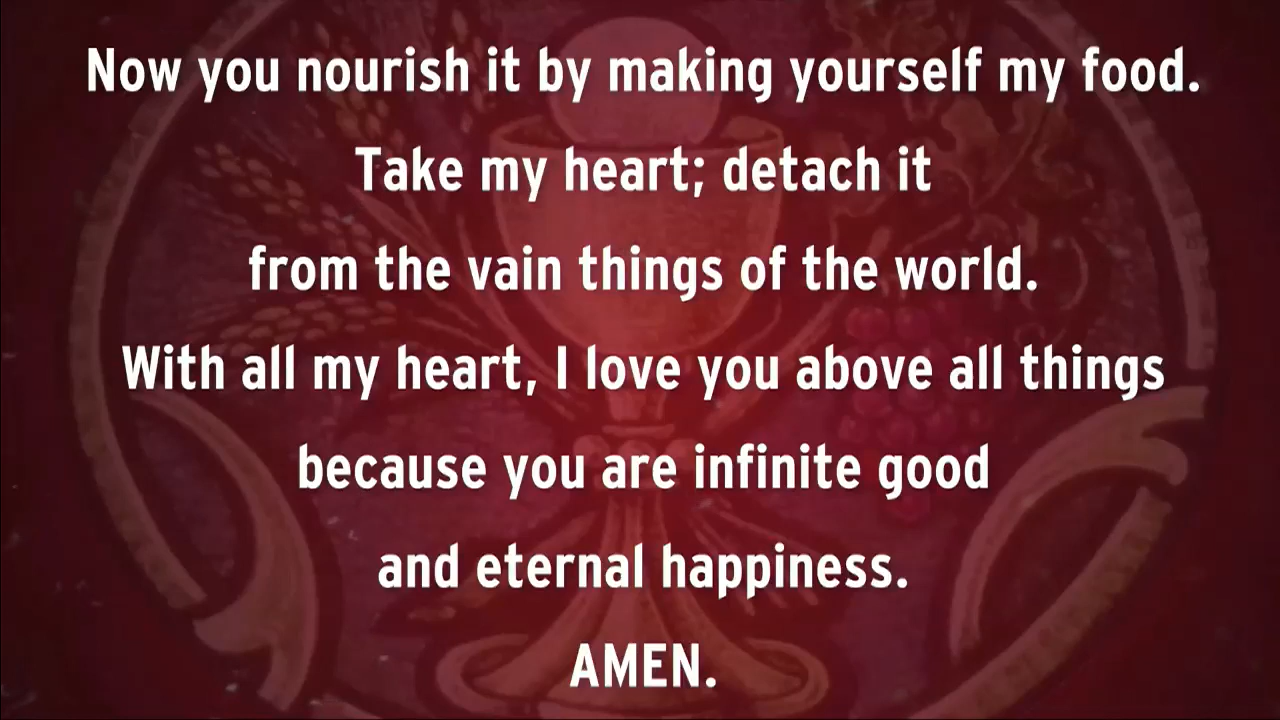 Now you nourish it by making yourself my food.
Take my heart; detach it
from the vain things of the world.
With all my heart, I love you above all things
because you are infinite good
and eternal happiness.
AMEN.